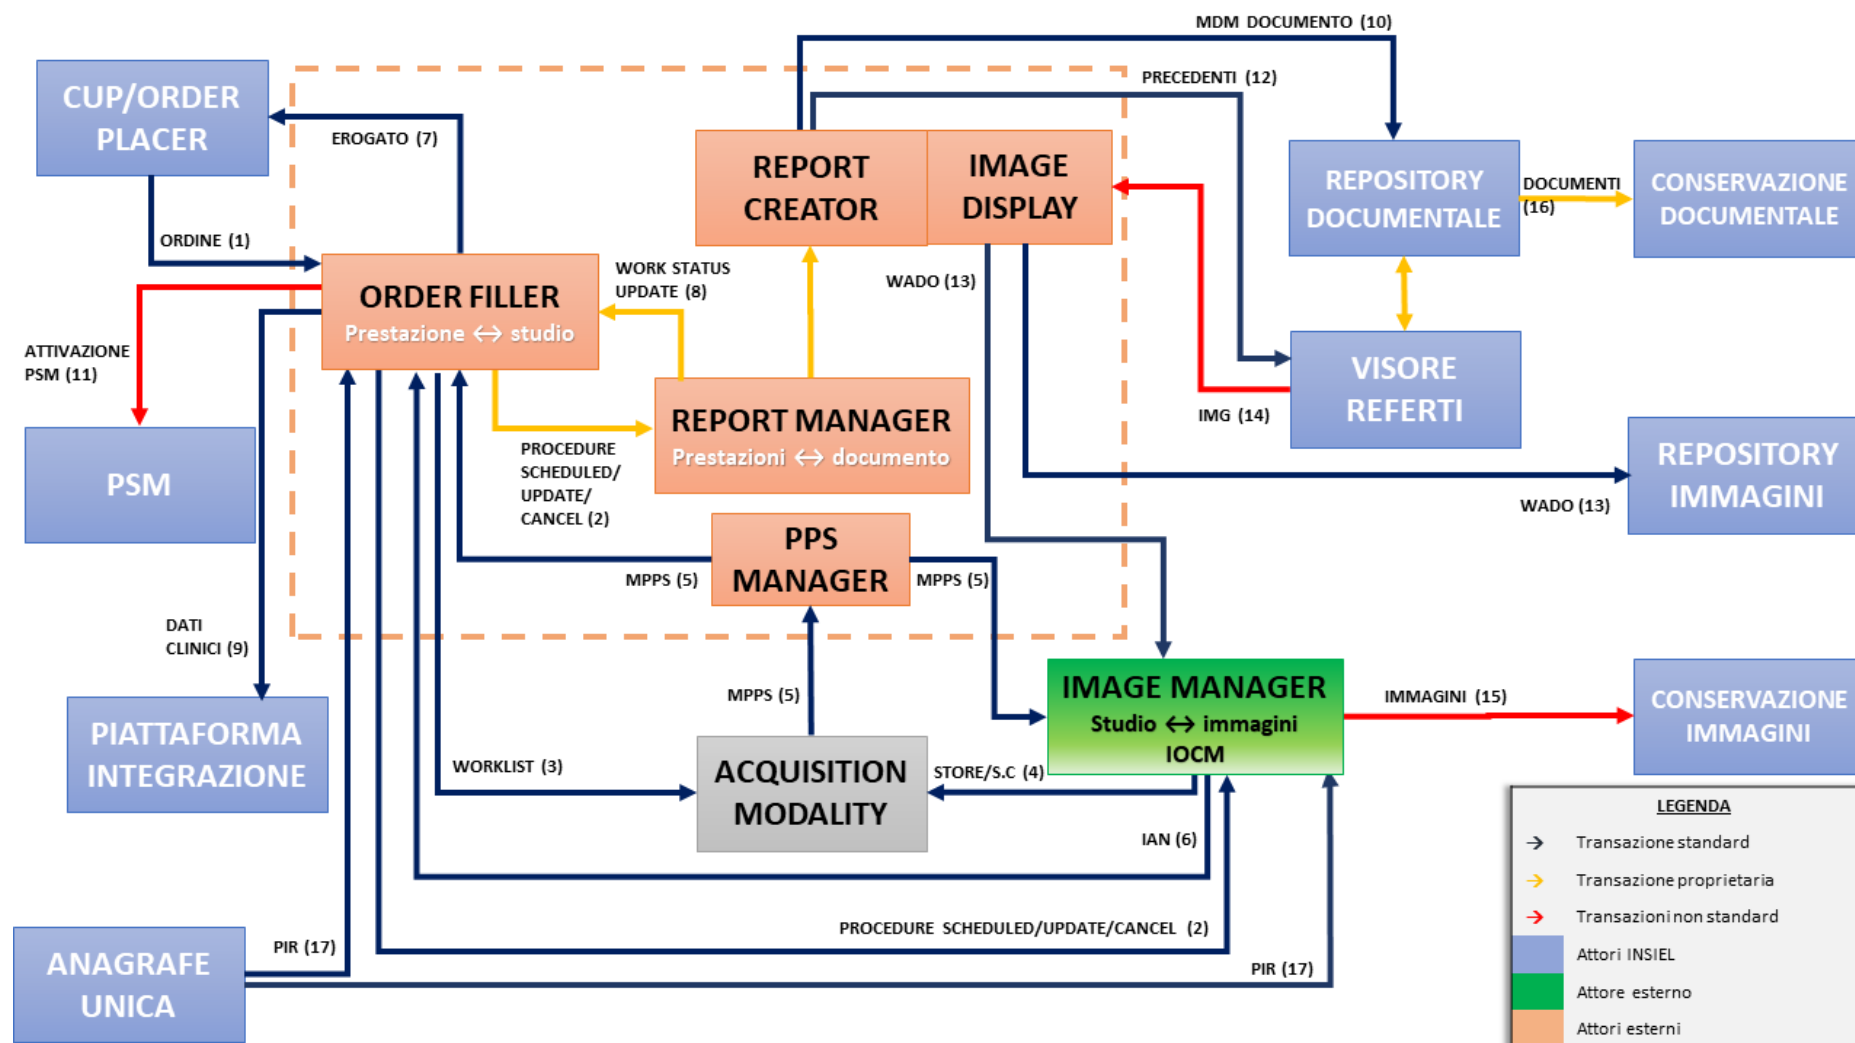 MDM DOCUMENTO (10)
PRECEDENTI (12)
CUP/ORDER
PLACER
EROGATO (7)
REPORT
CREATOR
IMAGE
DISPLAY
REPOSITORY
DOCUMENTALE
DOCUMENTI
(16)
CONSERVAZIONE
DOCUMENTALE
ORDINE (1)
WORK STATUS
UPDATE (8)
WADO (13)
ORDER FILLER
Prestazione ↔ studio
ATTIVAZIONE
PSM (11)
VISORE
REFERTI
IMG (14)
REPORT MANAGER
Prestazioni ↔ documento
PROCEDURE
SCHEDULED/
UPDATE/
CANCEL (2)
PSM
REPOSITORY
IMMAGINI
WADO (13)
PPS
MANAGER
MPPS (5)
MPPS (5)
DATI
CLINICI (9)
MPPS (5)
IMAGE MANAGER
Studio ↔ immagini
IOCM
IMMAGINI (15)
CONSERVAZIONE
IMMAGINI
PIATTAFORMA
INTEGRAZIONE
WORKLIST (3)
ACQUISITION
MODALITY
STORE/S.C (4)
IAN (6)
LEGENDA
Transazione standard
Transazione proprietaria
Transazioni non standard
Attori INSIEL
Attore esterno
Attori esterni
PROCEDURE SCHEDULED/UPDATE/CANCEL (2)
ANAGRAFE
UNICA
PIR (17)
PIR (17)